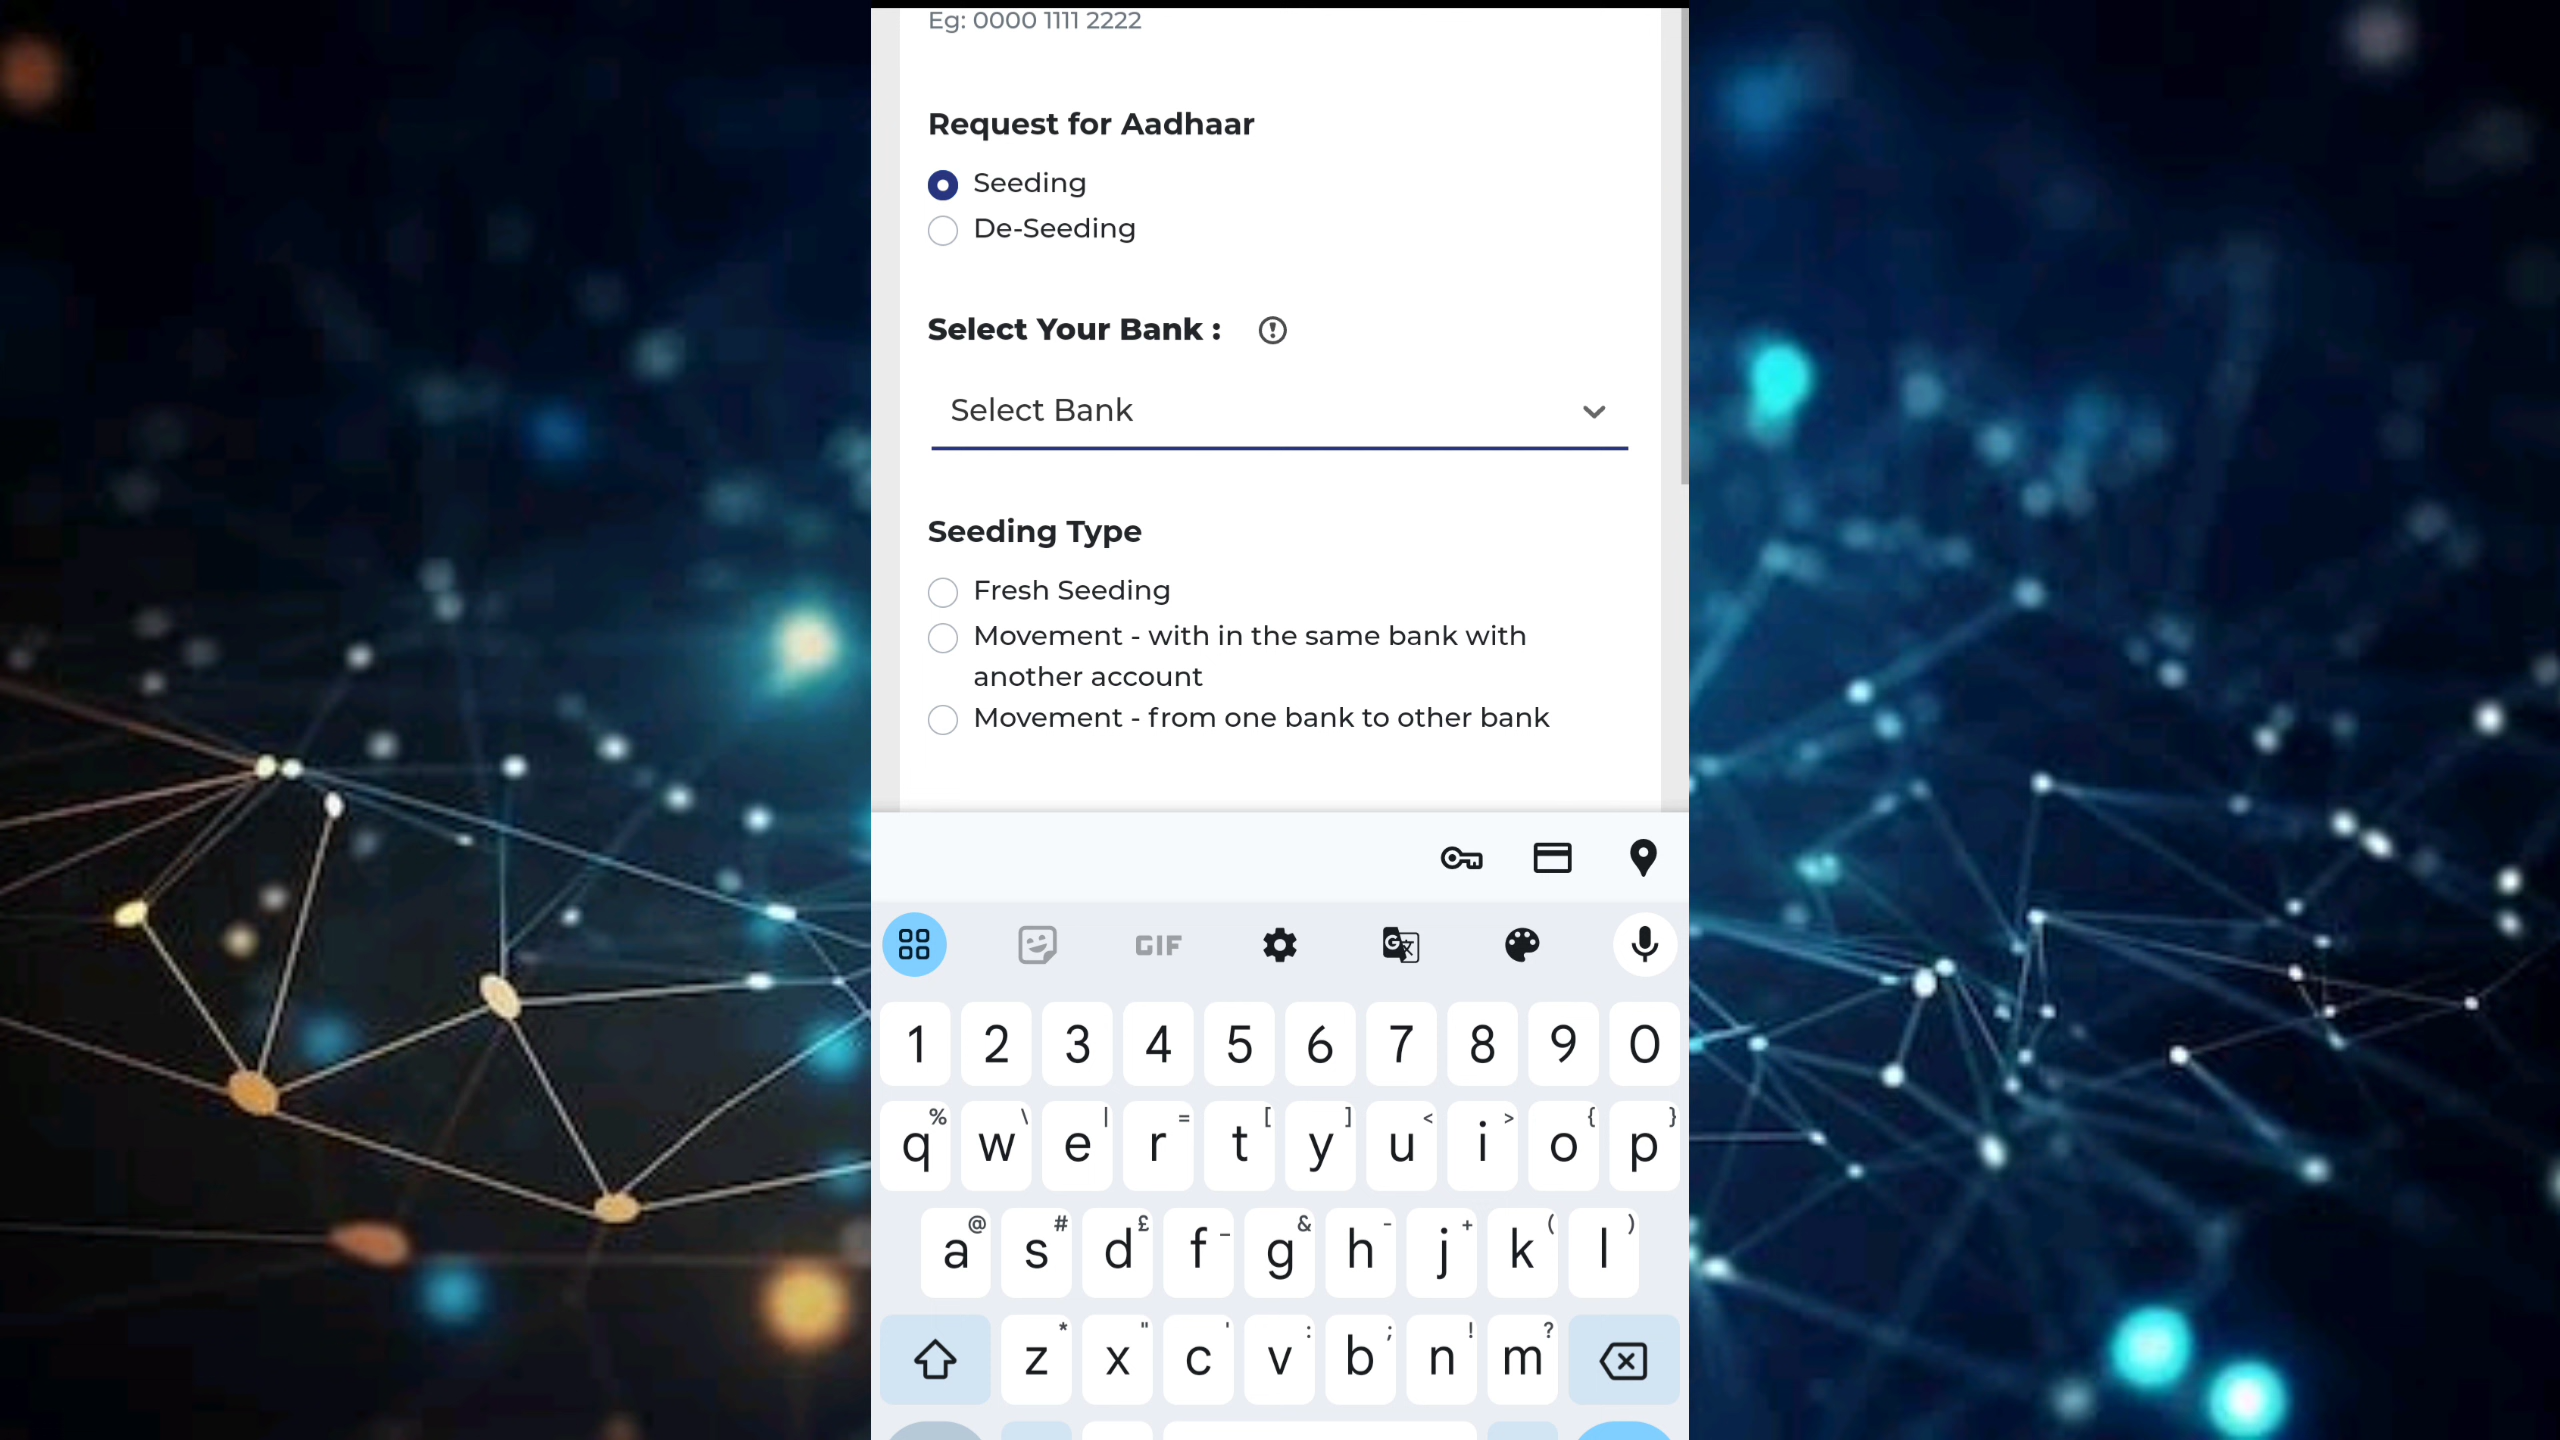 Eg: 0000 1111 2222
Request for Aadhaar
Seeding
De-Seeding
Select Your Bank :
Select Bank
Seeding Type
Fresh Seeding
Movement - with in the same bank with
another account
Movement - from one bank to other bank
GIF
1 2 3 4 5 6 7 8 9 0
% \ | = [ ] < > { }
q w e r t y u i o p
@ # £ _ & - + ( )
a s d f g h j k l
* " ' : ; ! ?
z x c v b n m